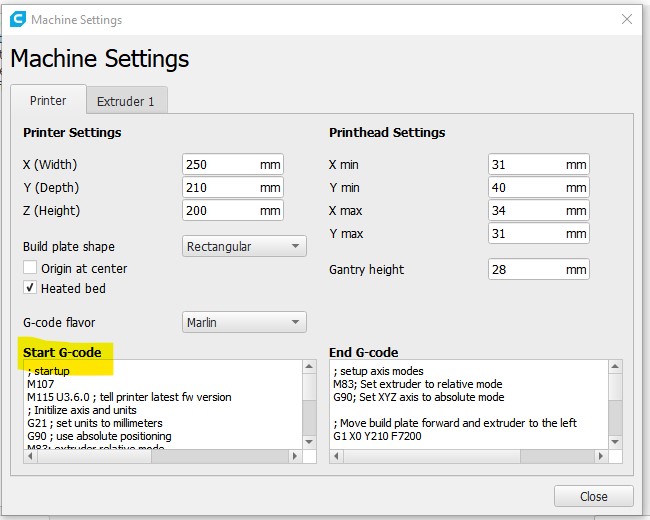 Machine Settings
Machine Settings
Printer
Extruder 1
Printer Settings
X (Width) 250 mm
Y (Depth) 210 mm
Z (Height) 200 mm
Build plate shape Rectangular
Origin at center
Heated bed
G-code flavor Marlin
Printhead Settings
X min 31 mm
Y min 40 mm
X max 34 mm
Y max 31 mm
Gantry height 28 mm
Start G-code
; startup
M107
M115 U3.6.0 ; tell printer latest fw version
; Initilize axis and units
G21 ; set units to millimeters
G90 ; use absolute positioning
M83; extruder relative mode
End G-code
; setup axis modes
M83; Set extruder to relative mode
G90; Set XYZ axis to absolute mode
; Move build plate forward and extruder to the left
G1 X0 Y210 F7200
Close